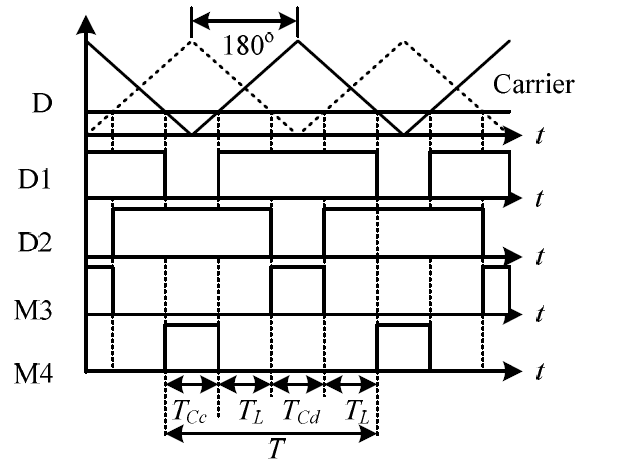 180°
D
Carrier
t
D1
t
D2
t
M3
t
M4
t
T_Cc T_L T_Cd T_L
T